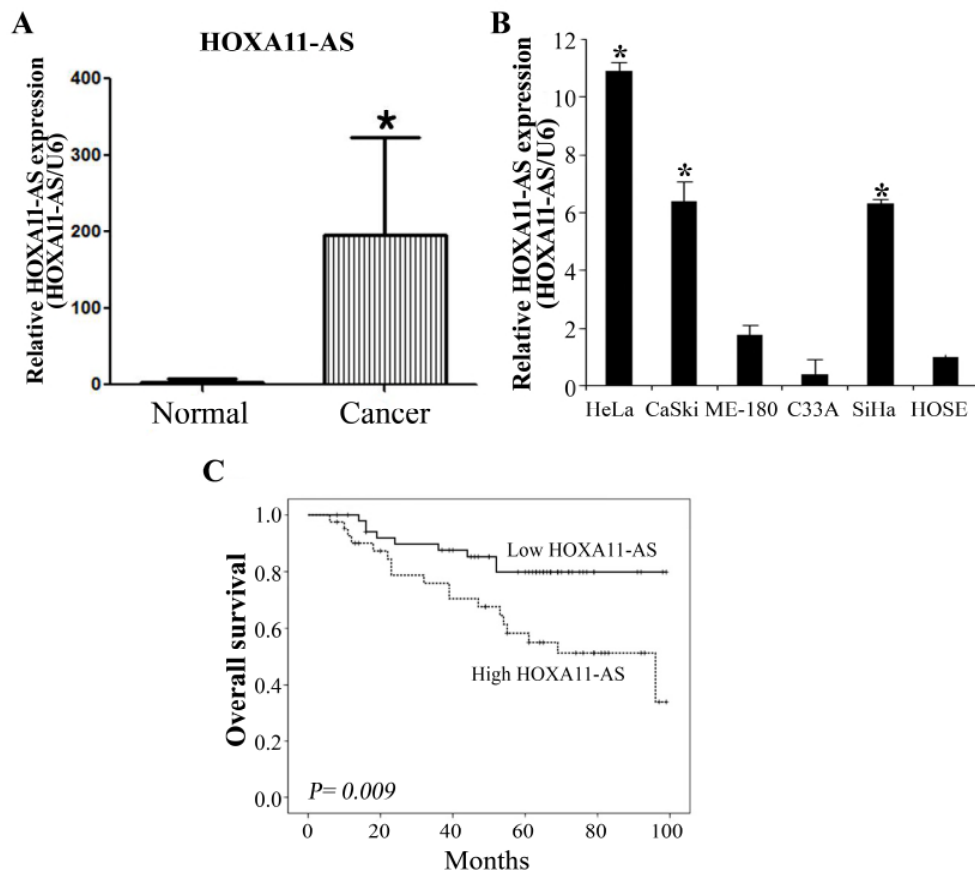 A
HOXA11-AS
Relative HOXA11-AS expression
(HOXA11-AS/U6)
400
300
200
100
0
*
Normal
Cancer
B
Relative HOXA11-AS expression
(HOXA11-AS/U6)
12
10
8
6
4
2
0
*
*
*
HeLa
CaSki
ME-180
C33A
SiHa
HOSE
C
Overall survival
1.0
0.8
0.6
0.4
0.2
0.0
Low HOXA11-AS
High HOXA11-AS
P= 0.009
0
20
40
60
80
100
Months